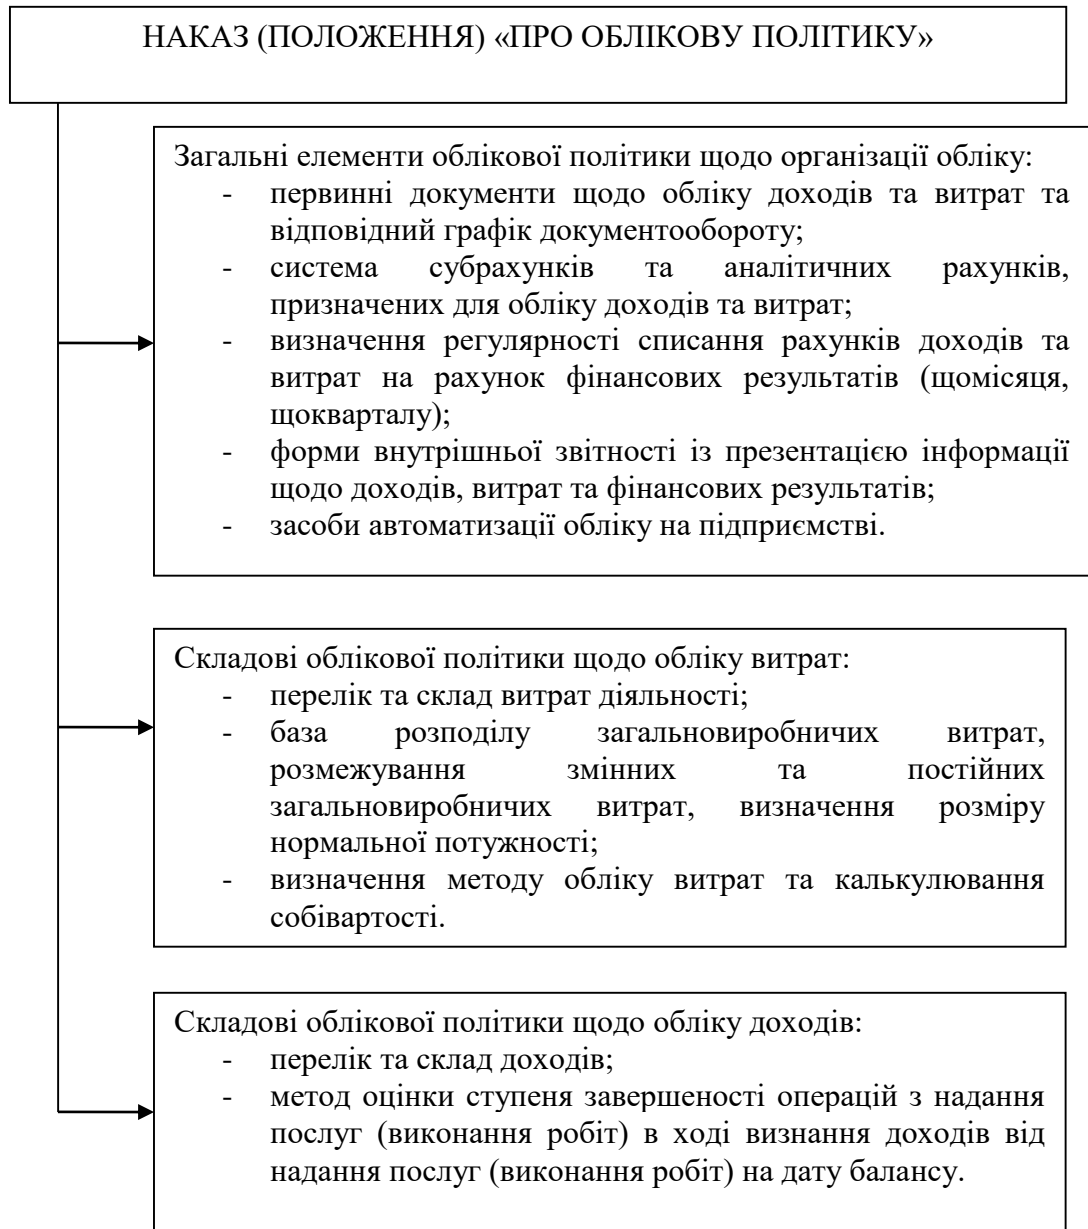 НАКАЗ (ПОЛОЖЕННЯ) «ПРО ОБЛІКОВУ ПОЛІТИКУ»
Загальні елементи облікової політики щодо організації обліку:
- первинні документи щодо обліку доходів та витрат та
відповідний графік документообороту;
- система субрахунків та аналітичних рахунків,
призначених для обліку доходів та витрат;
- визначення регулярності списання рахунків доходів та
витрат на рахунок фінансових результатів (щомісяця,
щокварталу);
- форми внутрішньої звітності із презентацією інформації
щодо доходів, витрат та фінансових результатів;
- засоби автоматизації обліку на підприємстві.
Складові облікової політики щодо обліку витрат:
- перелік та склад витрат діяльності;
- база розподілу загальновиробничих витрат,
розмежування змінних та постійних
загальновиробничих витрат, визначення розміру
нормальної потужності;
- визначення методу обліку витрат та калькулювання
собівартості.
Складові облікової політики щодо обліку доходів:
- перелік та склад доходів;
- метод оцінки ступеня завершеності операцій з надання
послуг (виконання робіт) в ході визнання доходів від
надання послуг (виконання робіт) на дату балансу.